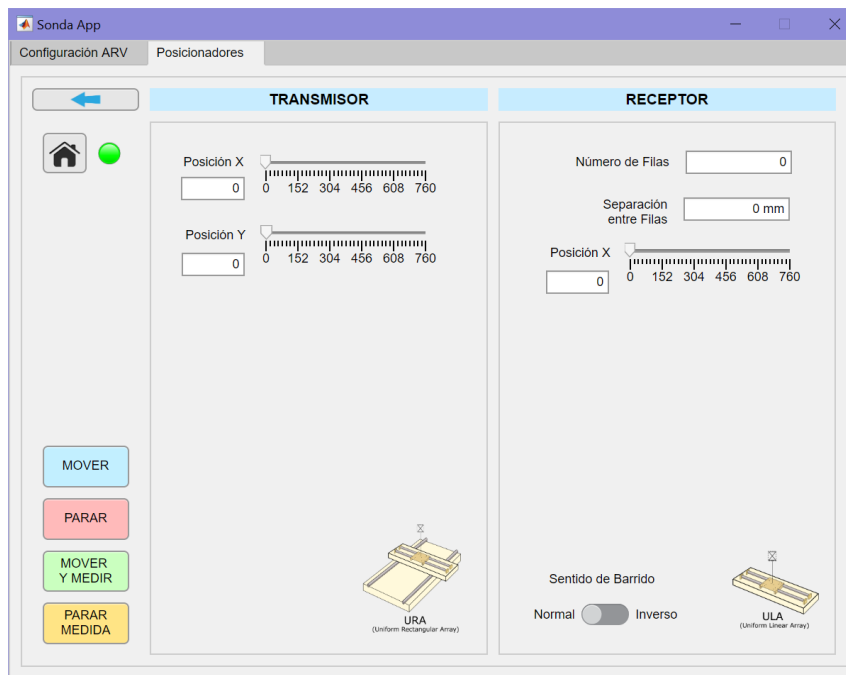 Sonda App
Configuración ARV
Posicionadores
TRANSMISOR
Posición X
0
0 152 304 456 608 760
Posición Y
0
0 152 304 456 608 760
URA
(Uniform Rectangular Array)
RECEPTOR
Número de Filas
0
Separación
entre Filas
0 mm
Posición X
0
0 152 304 456 608 760
Sentido de Barrido
Normal
Inverso
ULA
(Uniform Linear Array)
MOVER
PARAR
MOVER
Y MEDIR
PARAR
MEDIDA